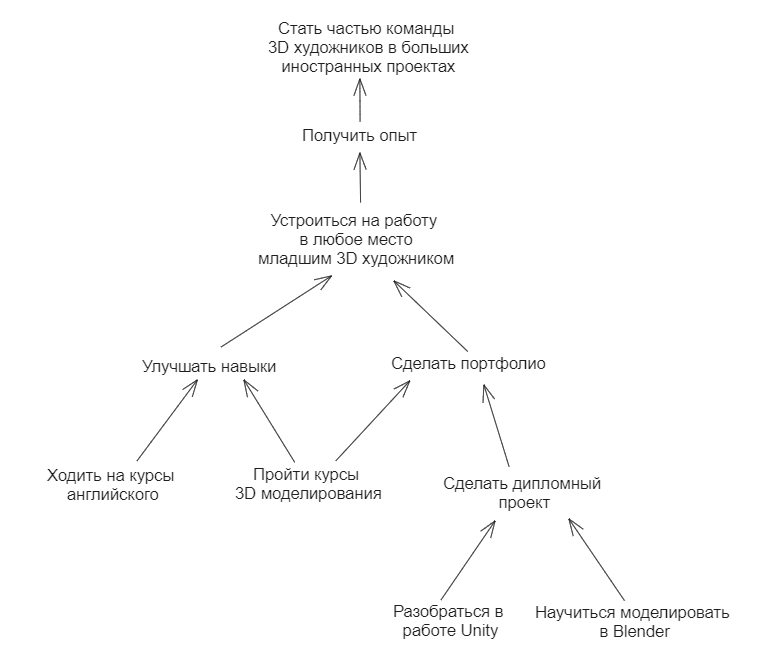 Стать частью команды
3D художников в больших
иностранных проектах
Получить опыт
Устроиться на работу
в любое место
младшим 3D художником
Улучшать навыки
Сделать портфолио
Ходить на курсы
английского
Пройти курсы
3D моделирования
Сделать дипломный
проект
Разобраться в
работе Unity
Научиться моделировать
в Blender